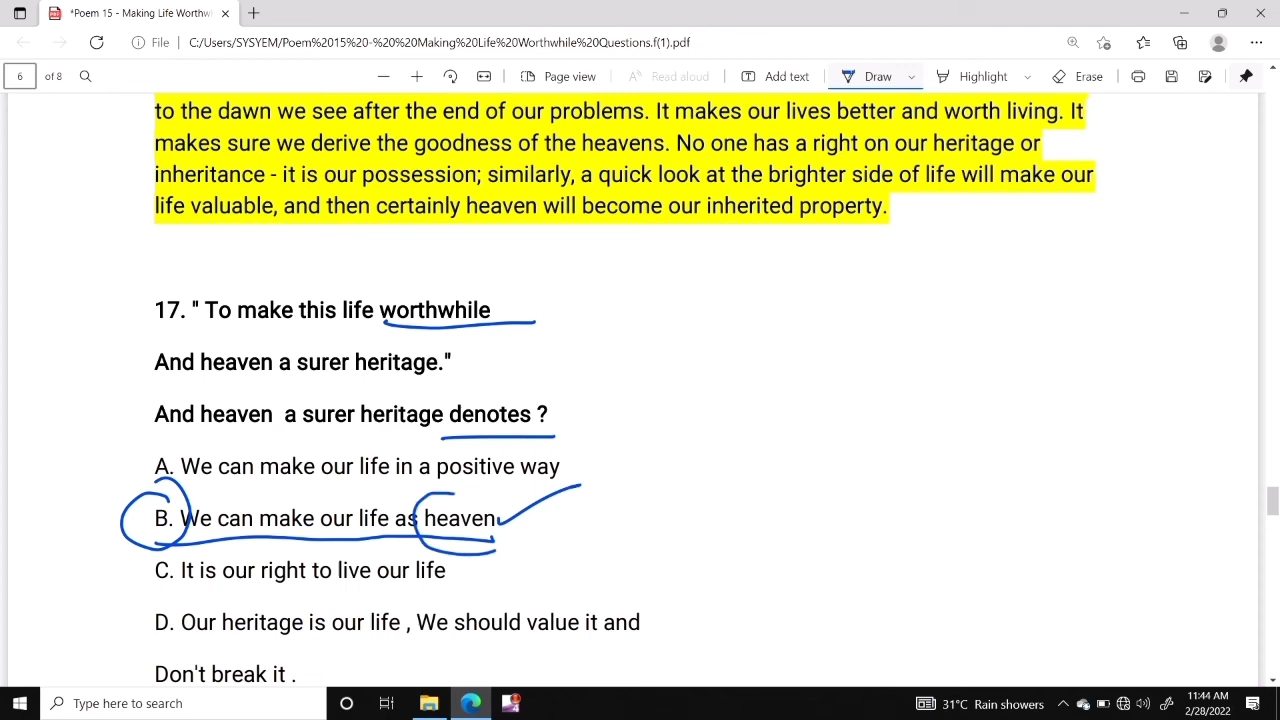 *Poem 15 - Making Life Worthwl
File C:/Users/SYSYEM/Poem%2015%20-%20%20Making%20Life%20Worthwhile%20Questions.f(1).pdf
6 of 8 Page view Read aloud Add text Draw Highlight Erase
to the dawn we see after the end of our problems. It makes our lives better and worth living. It
makes sure we derive the goodness of the heavens. No one has a right on our heritage or
inheritance - it is our possession; similarly, a quick look at the brighter side of life will make our
life valuable, and then certainly heaven will become our inherited property.
17. " To make this life worthwhile
And heaven a surer heritage."
And heaven a surer heritage denotes ?
A. We can make our life in a positive way
B. We can make our life as heaven
C. It is our right to live our life
D. Our heritage is our life , We should value it and
Don't break it .
Type here to search 31°C Rain showers 11:44 AM
2/28/2022